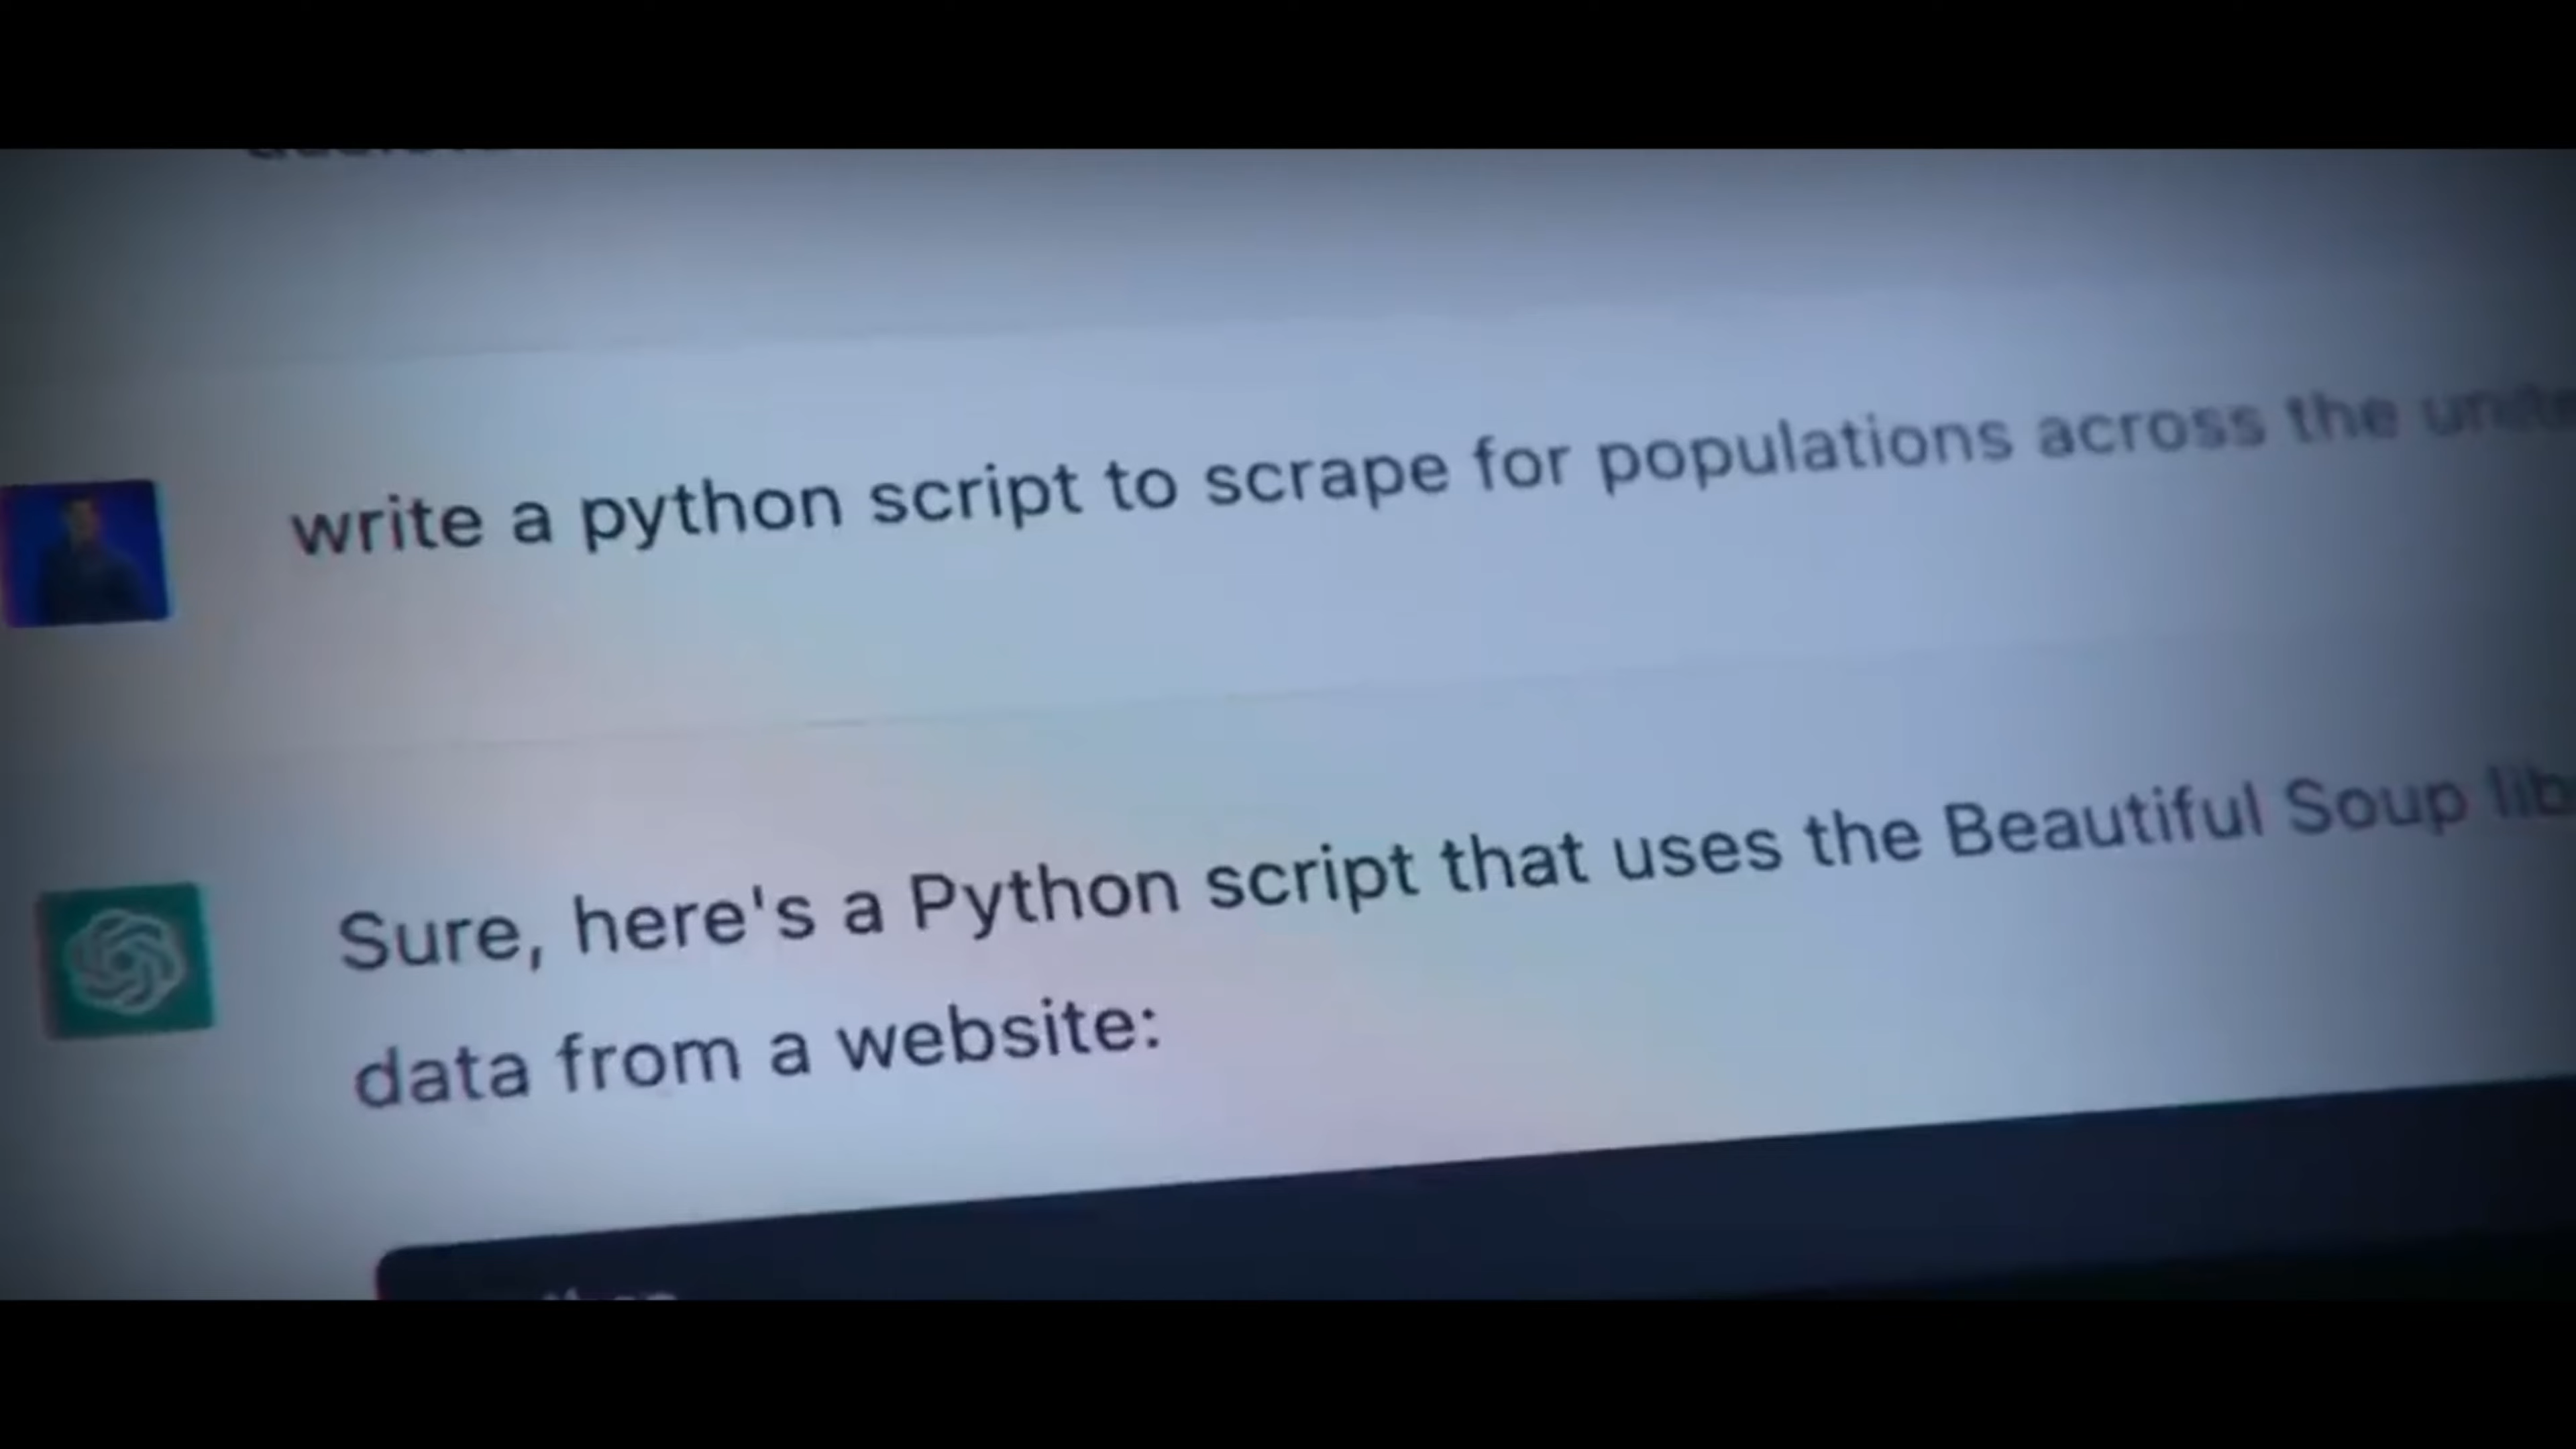 write a python script to scrape for populations across the
Sure, here's a Python script that uses the Beautiful Soup
data from a website: